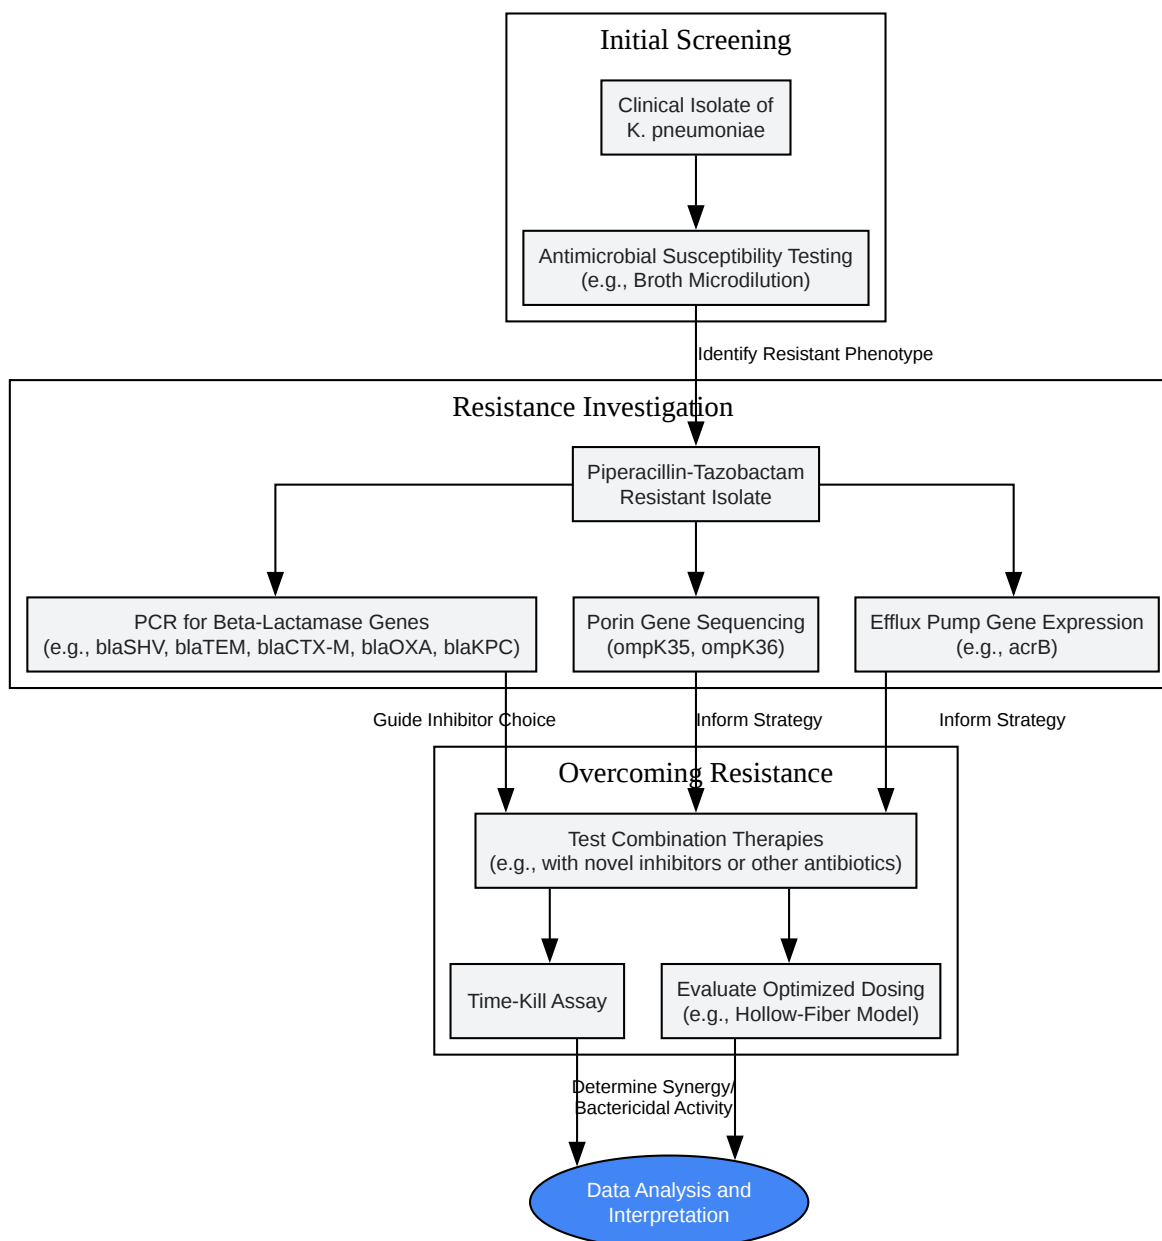 Initial Screening
Clinical Isolate of
K. pneumoniae
Antimicrobial Susceptibility Testing
(e.g., Broth Microdilution)
Identify Resistant Phenotype
Resistance Investigation
Piperacillin-Tazobactam
Resistant Isolate
PCR for Beta-Lactamase Genes
(e.g., blaSHV, blaTEM, blaCTX-M, blaOXA, blaKPC)
Porin Gene Sequencing
(ompK35, ompK36)
Efflux Pump Gene Expression
(e.g., acrB)
Guide Inhibitor Choice
Inform Strategy
Inform Strategy
Overcoming Resistance
Test Combination Therapies
(e.g., with novel inhibitors or other antibiotics)
Time-Kill Assay
Evaluate Optimized Dosing
(e.g., Hollow-Fiber Model)
Determine Synergy/
Bactericidal Activity
Data Analysis and
Interpretation